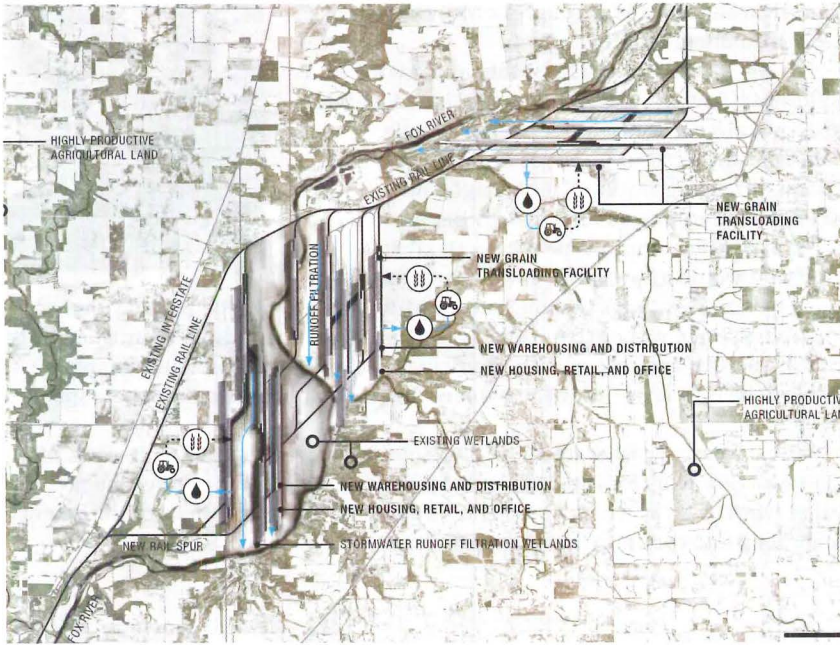 FOX RIVER
HIGHLY PRODUCTIVE
AGRICULTURAL LAND
EXISTING RAIL LINE
NEW GRAIN
TRANSLOADING
FACILITY
RUNOFF FILTRATION
NEW GRAIN
TRANSLOADING FACILITY
EXISTING INTERSTATE
EXISTING RAIL LINE
NEW WAREHOUSING AND DISTRIBUTION
NEW HOUSING, RETAIL, AND OFFICE
HIGHLY PRODUCTIV
AGRICULTURAL LAN
EXISTING WETLANDS
NEW WAREHOUSING AND DISTRIBUTION
NEW HOUSING, RETAIL, AND OFFICE
NEW RAIL SPUR
STORMWATER RUNOFF FILTRATION WETLANDS
FOX RIVER